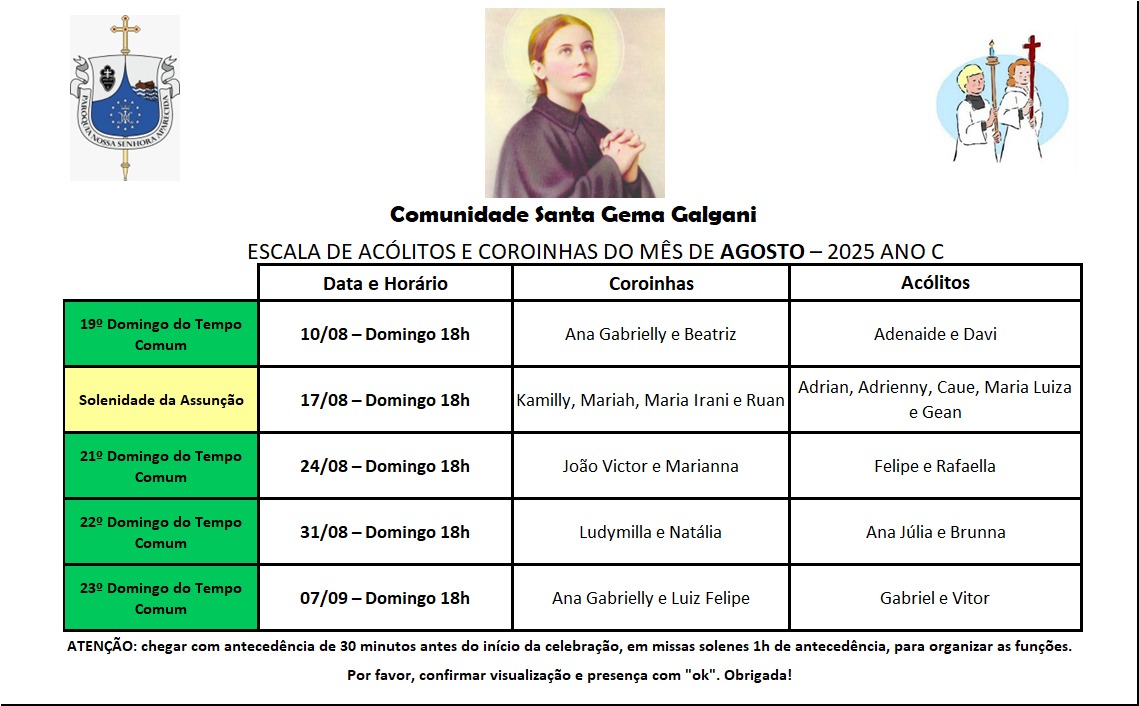 PARÓQUIA NOSSA SENHORA APARECIDA
Comunidade Santa Gema Galgani
ESCALA DE ACÓLITOS E COROINHAS DO MÊS DE AGOSTO – 2025 ANO C
Data e Horário
Coroinhas
Acólitos
19º Domingo do Tempo
Comum
10/08 – Domingo 18h
Ana Gabrielly e Beatriz
Adenaide e Davi
Solenidade da Assunção
17/08 – Domingo 18h
Kamilly, Mariah, Maria Irani e Ruan
Adrian, Adrienny, Caue, Maria Luiza
e Gean
21º Domingo do Tempo
Comum
24/08 – Domingo 18h
João Victor e Marianna
Felipe e Rafaella
22º Domingo do Tempo
Comum
31/08 – Domingo 18h
Ludymilla e Natália
Ana Júlia e Brunna
23º Domingo do Tempo
Comum
07/09 – Domingo 18h
Ana Gabrielly e Luiz Felipe
Gabriel e Vitor
ATENÇÃO: chegar com antecedência de 30 minutos antes do início da celebração, em missas solenes 1h de antecedência, para organizar as funções.
Por favor, confirmar visualização e presença com "ok". Obrigada!